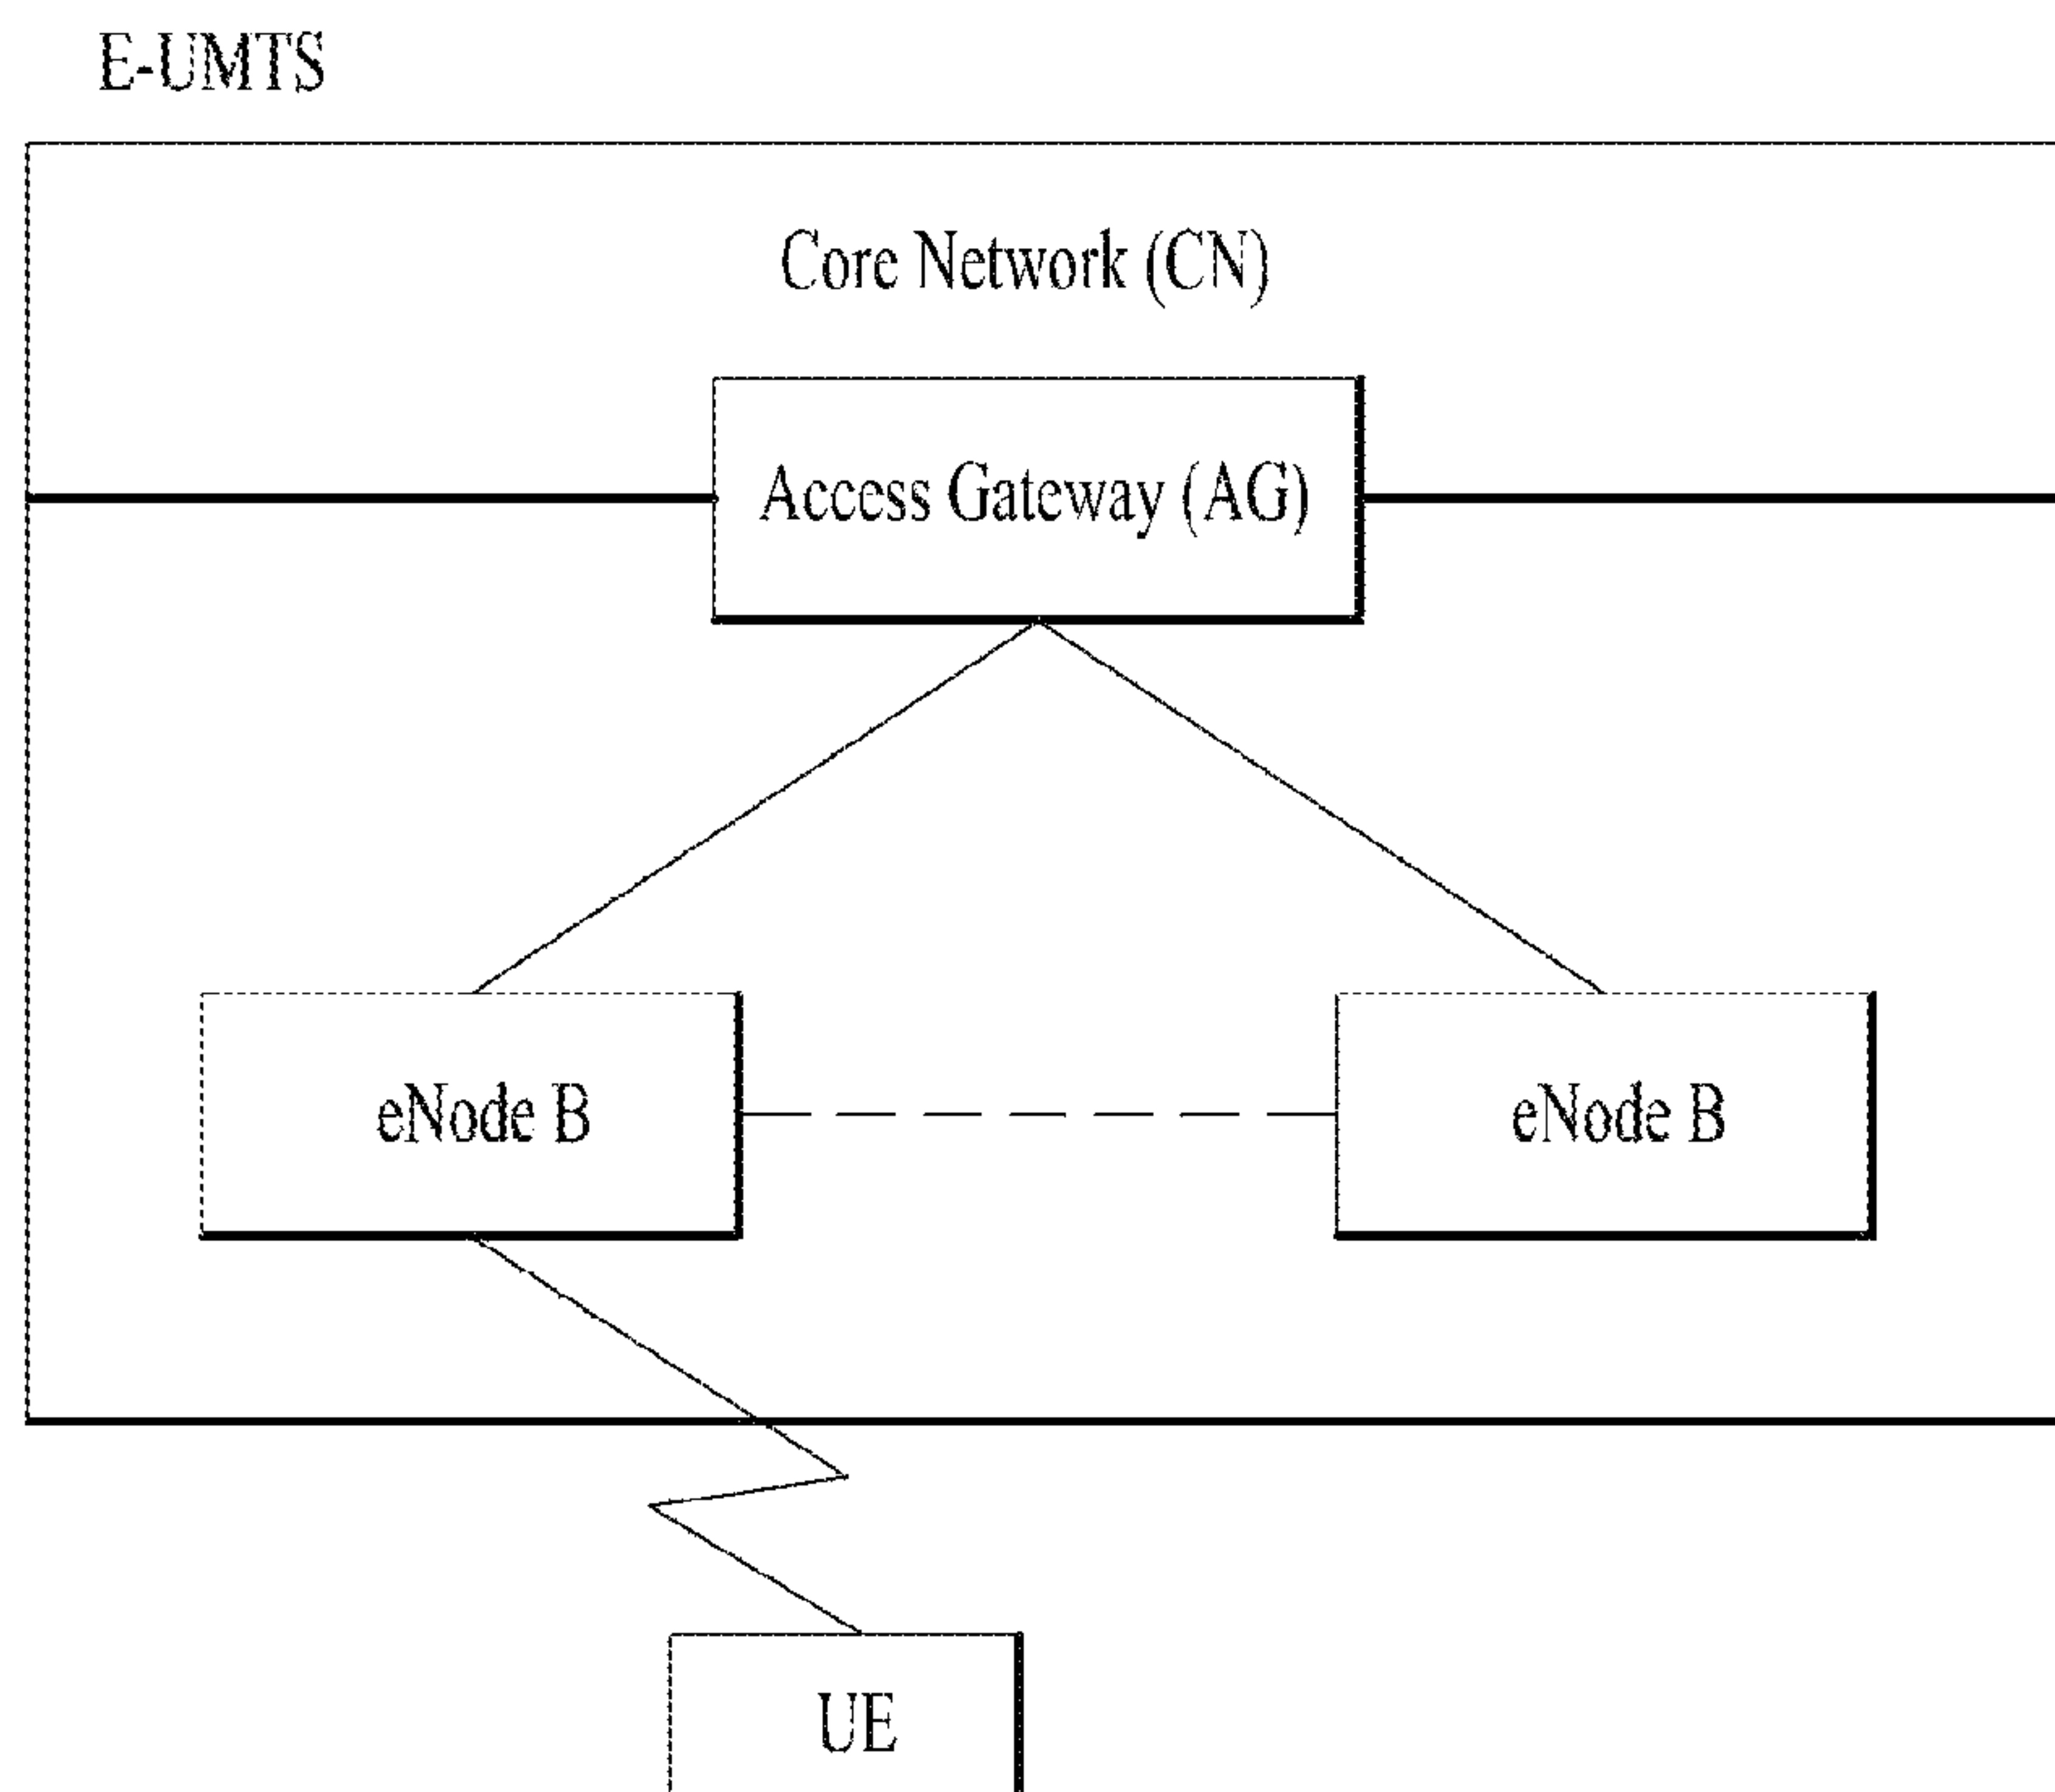 E-UMTS
Core Network (CN)
Access Gateway (AG)
eNode B
eNode B
UE